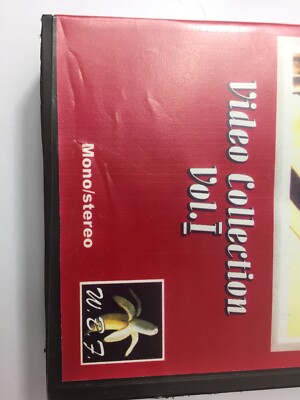 Video Collection
Vol.I
Mono/stereo
W. B. F.